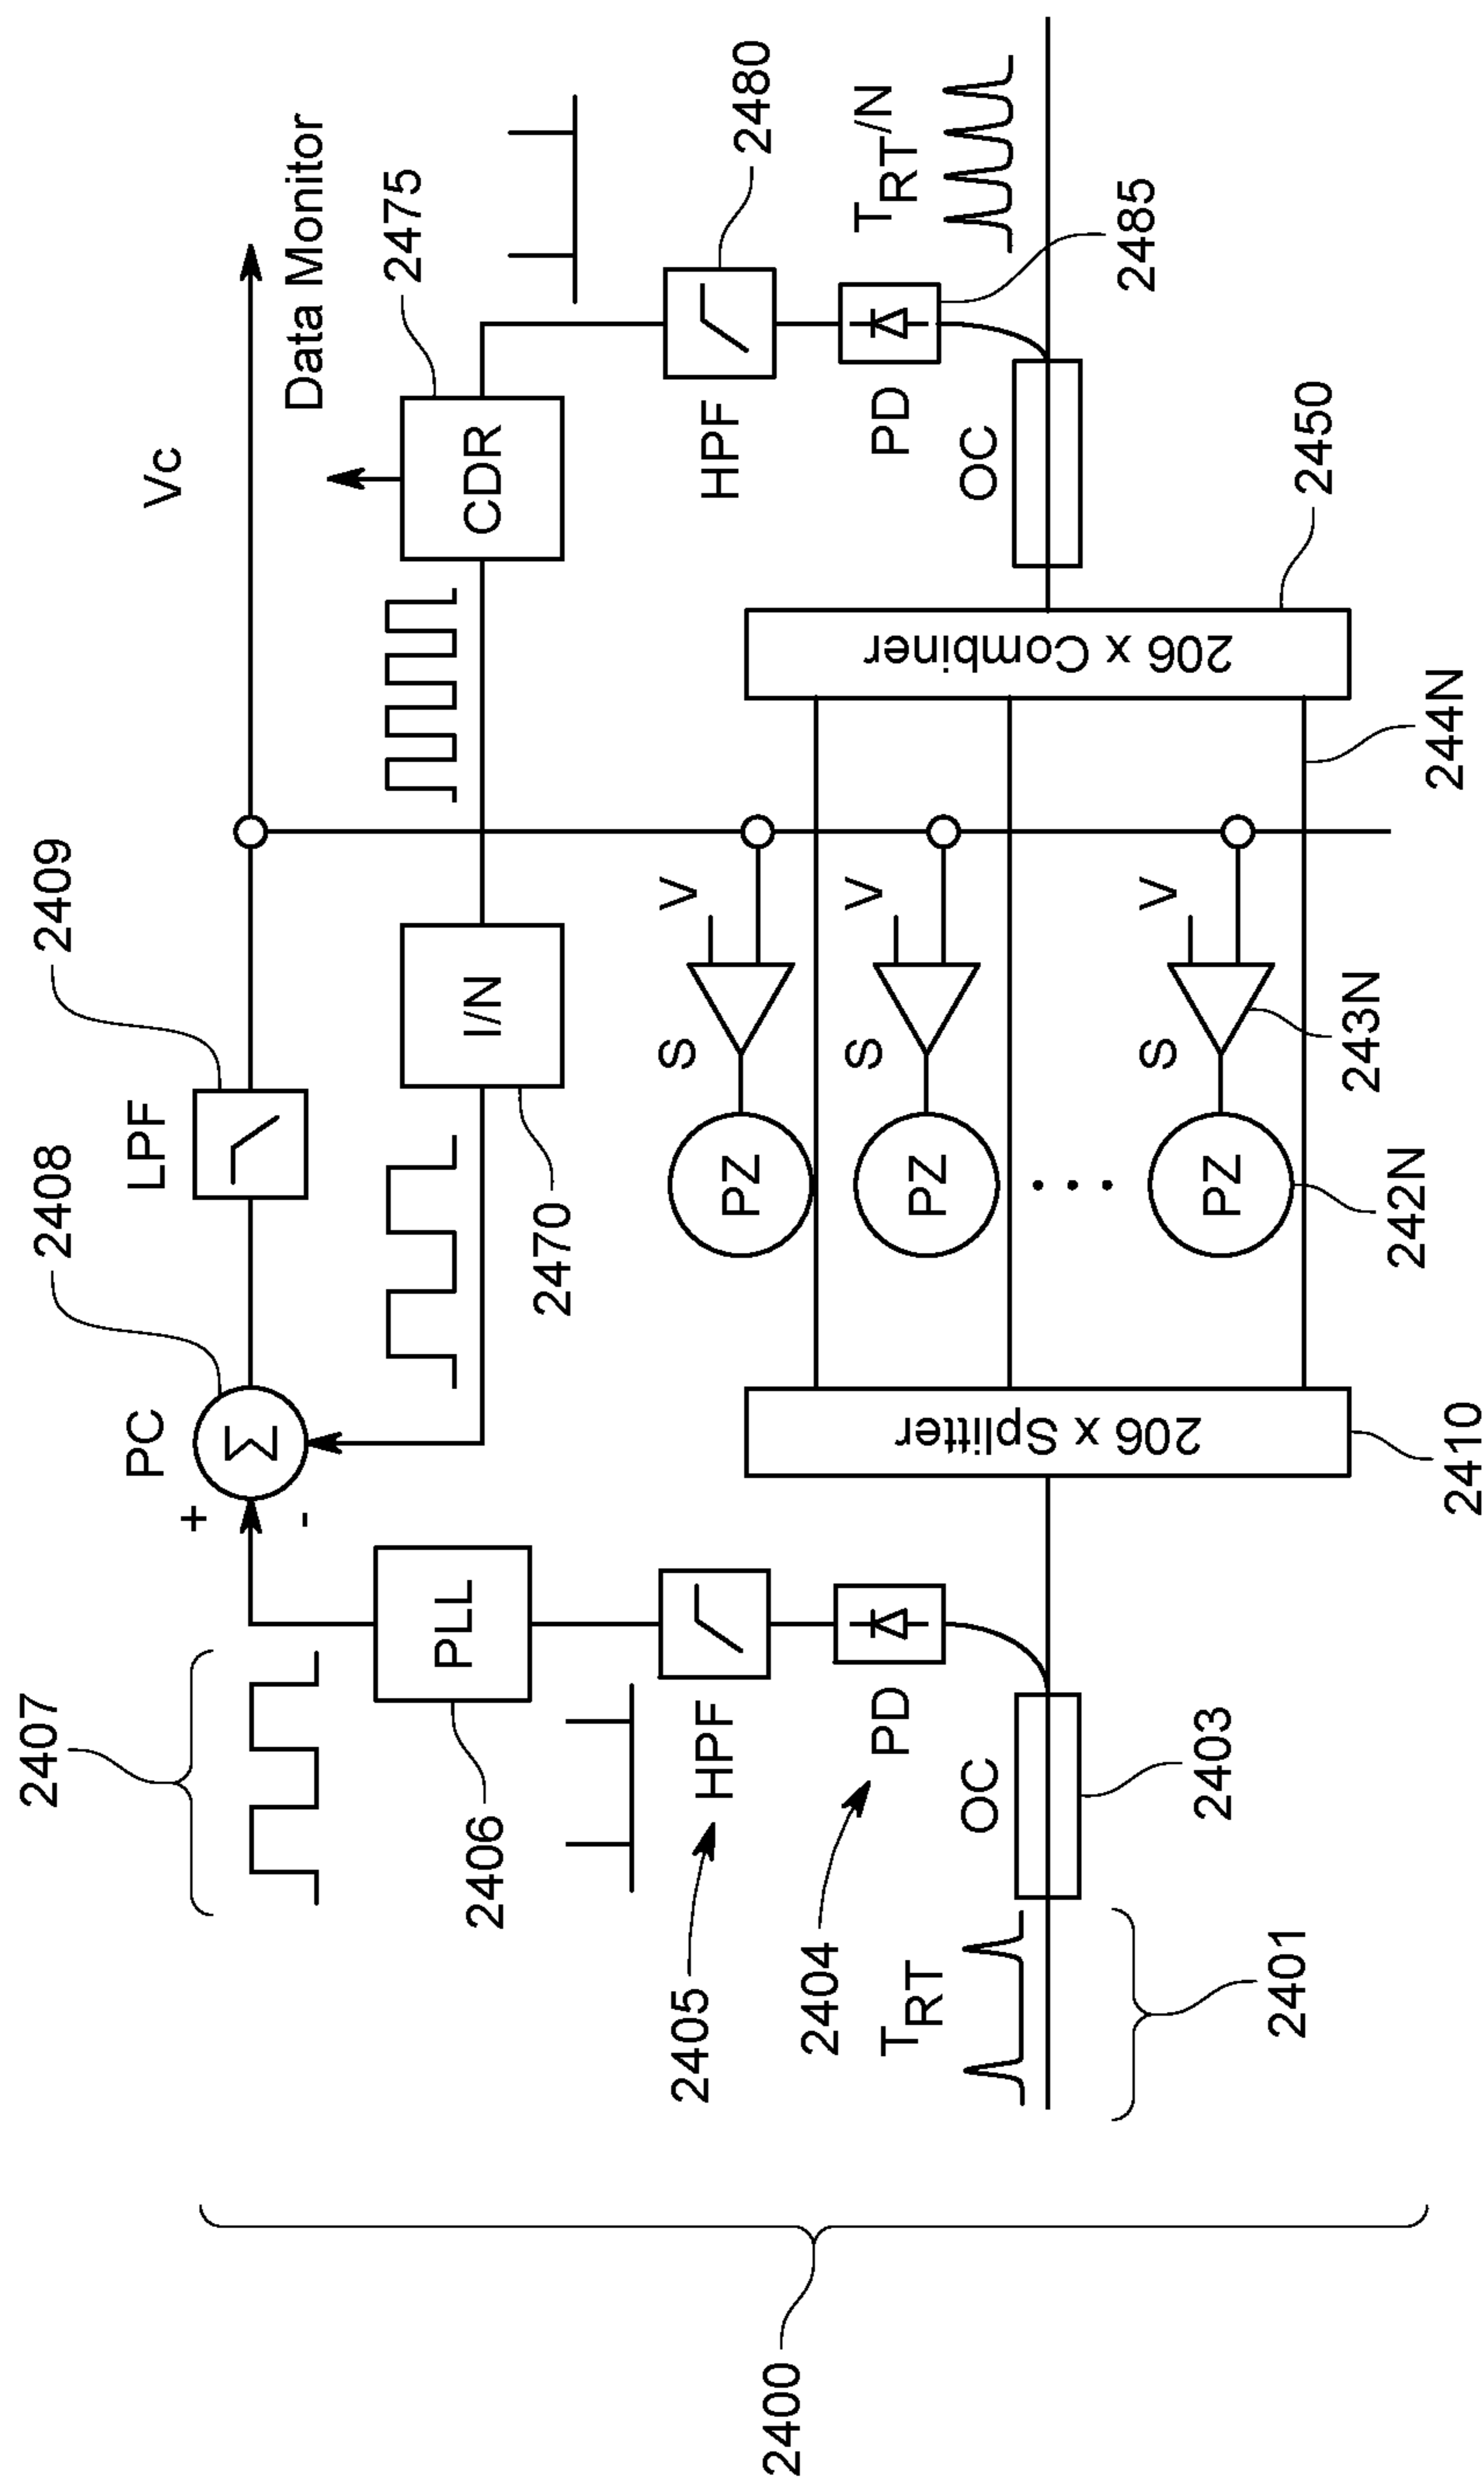 2407
PC
2408
LPF
2409
Vc
Data Monitor
+
-
Σ
PLL
2406
I/N
2470
CDR
2475
2405
HPF
HPF
2480
2404
PD
PD
2485
S
V
PZ
S
V
PZ
S
V
PZ
243N
242N
244N
TRT
OC
2403
2401
206 x Splitter
2410
206 x Combiner
2450
OC
TRT/N
2400